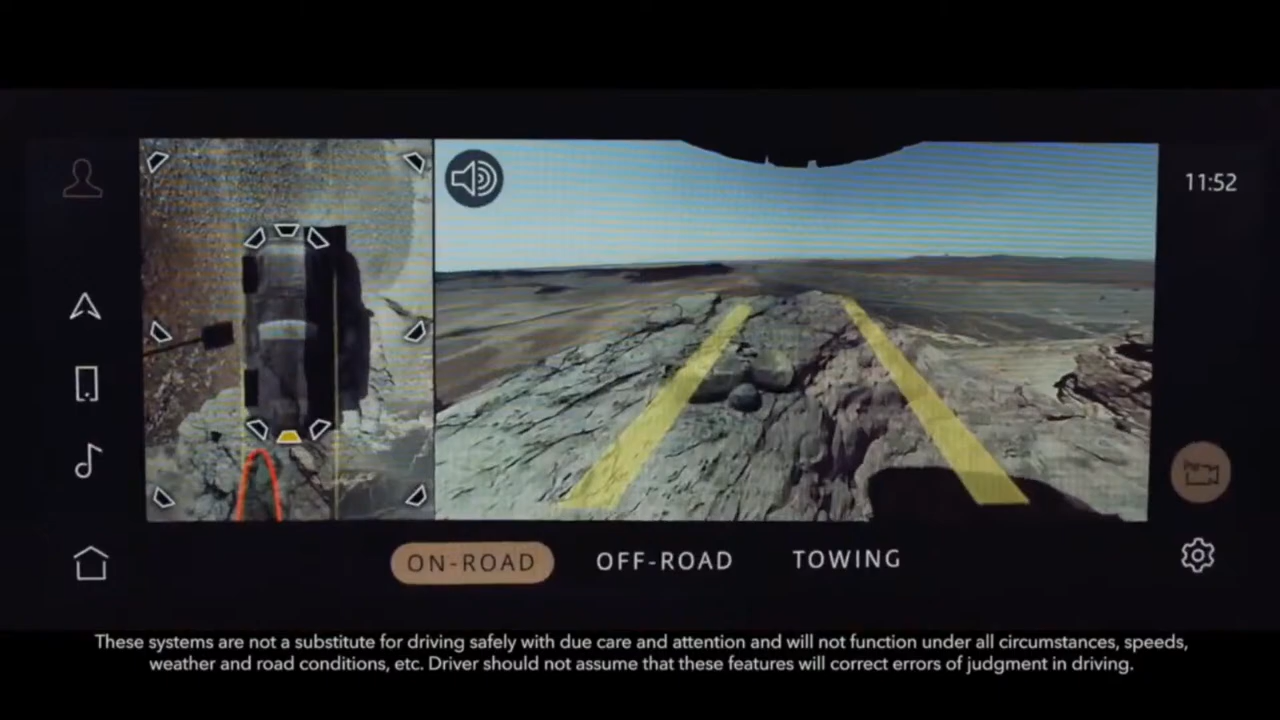 11:52
ON-ROAD
OFF-ROAD
TOWING
These systems are not a substitute for driving safely with due care and attention and will not function under all circumstances, speeds,
weather and road conditions, etc. Driver should not assume that these features will correct errors of judgment in driving.